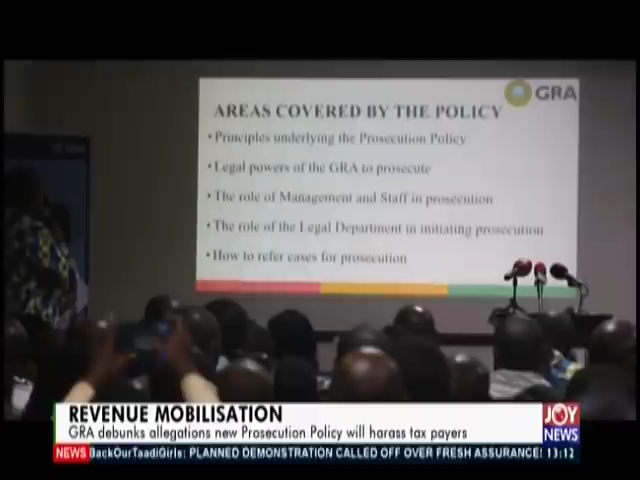 GRA
AREAS COVERED BY THE POLICY
•Principles underlying the Prosecution Policy
•Legal powers of the GRA to prosecute
•The role of Management and Staff in prosecution
•The role of the Legal Department in initiating prosecution
•How to refer cases for prosecution
REVENUE MOBILISATION
GRA debunks allegations new Prosecution Policy will harass tax payers
JOY
NEWS
NEWS BackOurTaadiGirls: PLANNED DEMONSTRATION CALLED OFF OVER FRESH ASSURANCE! 13:12